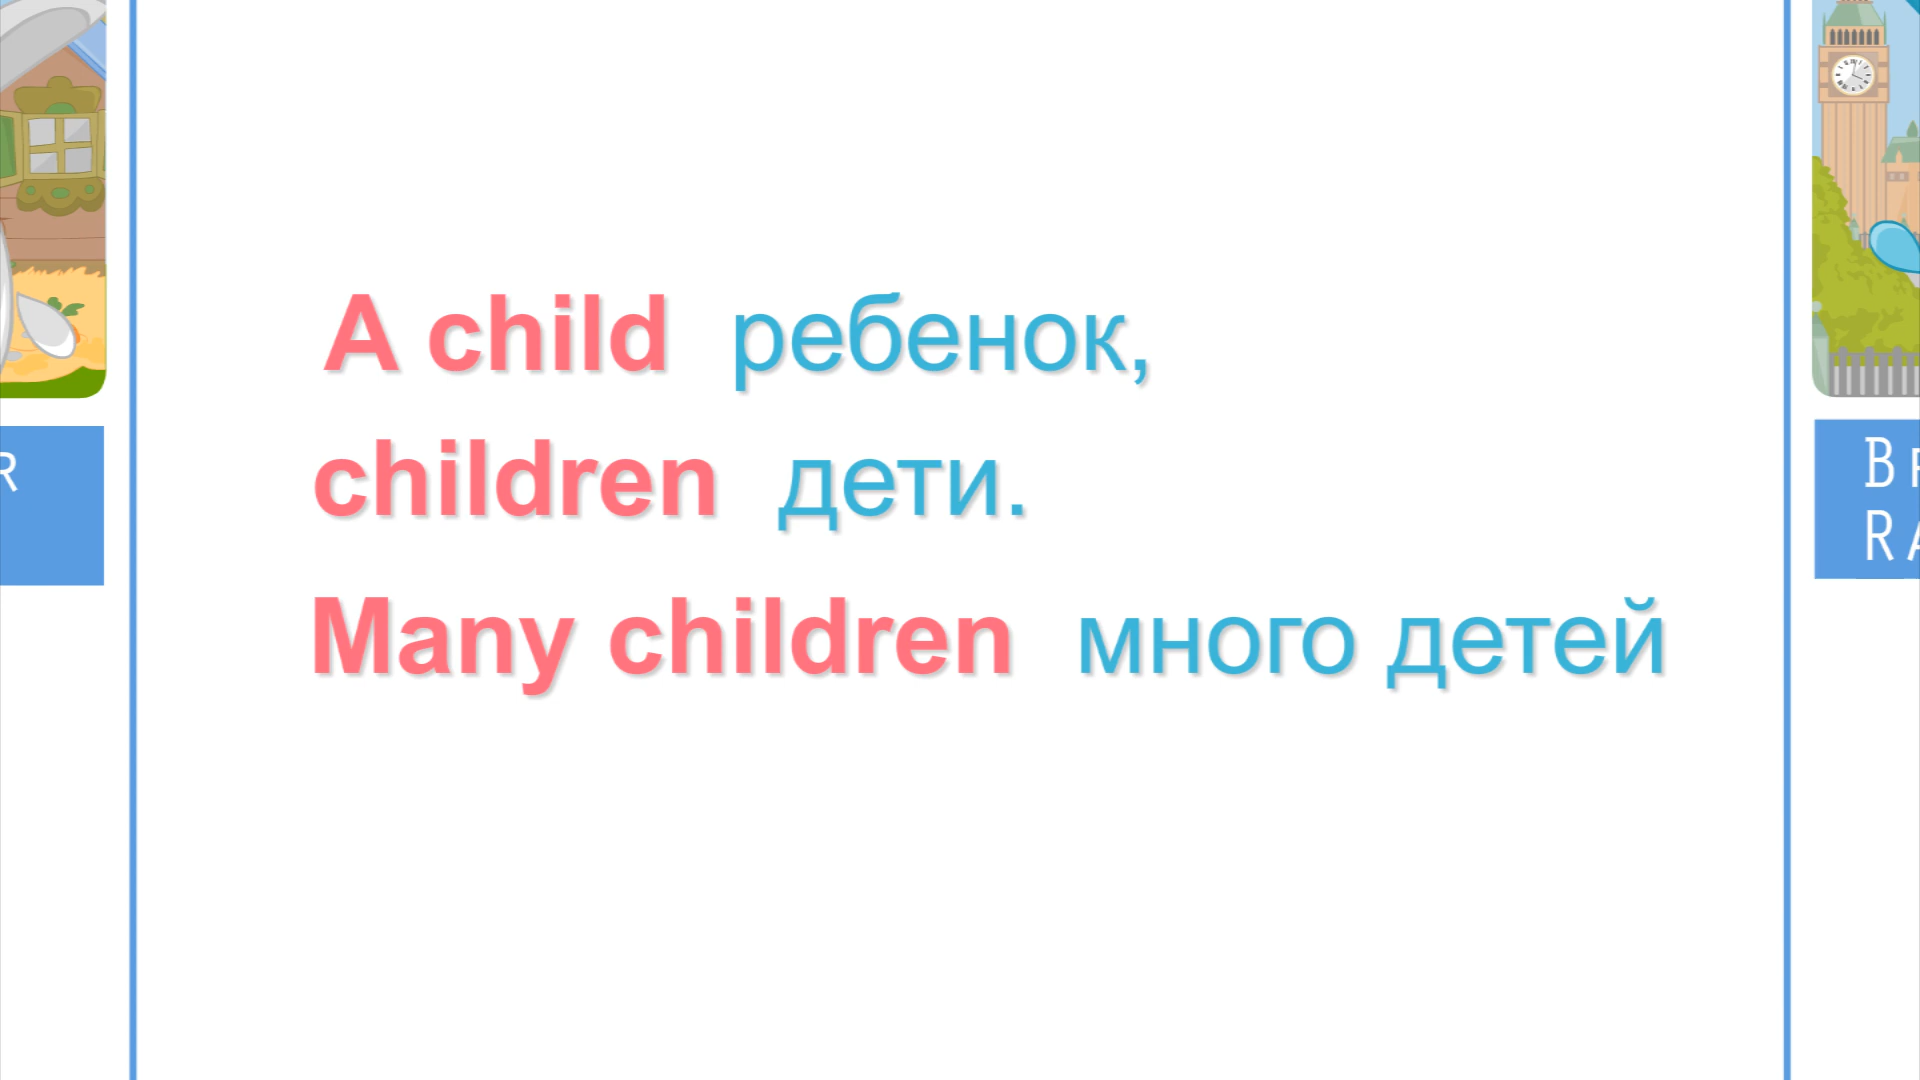 A child ребенок,
children дети.
Many children много детей
R
B
R